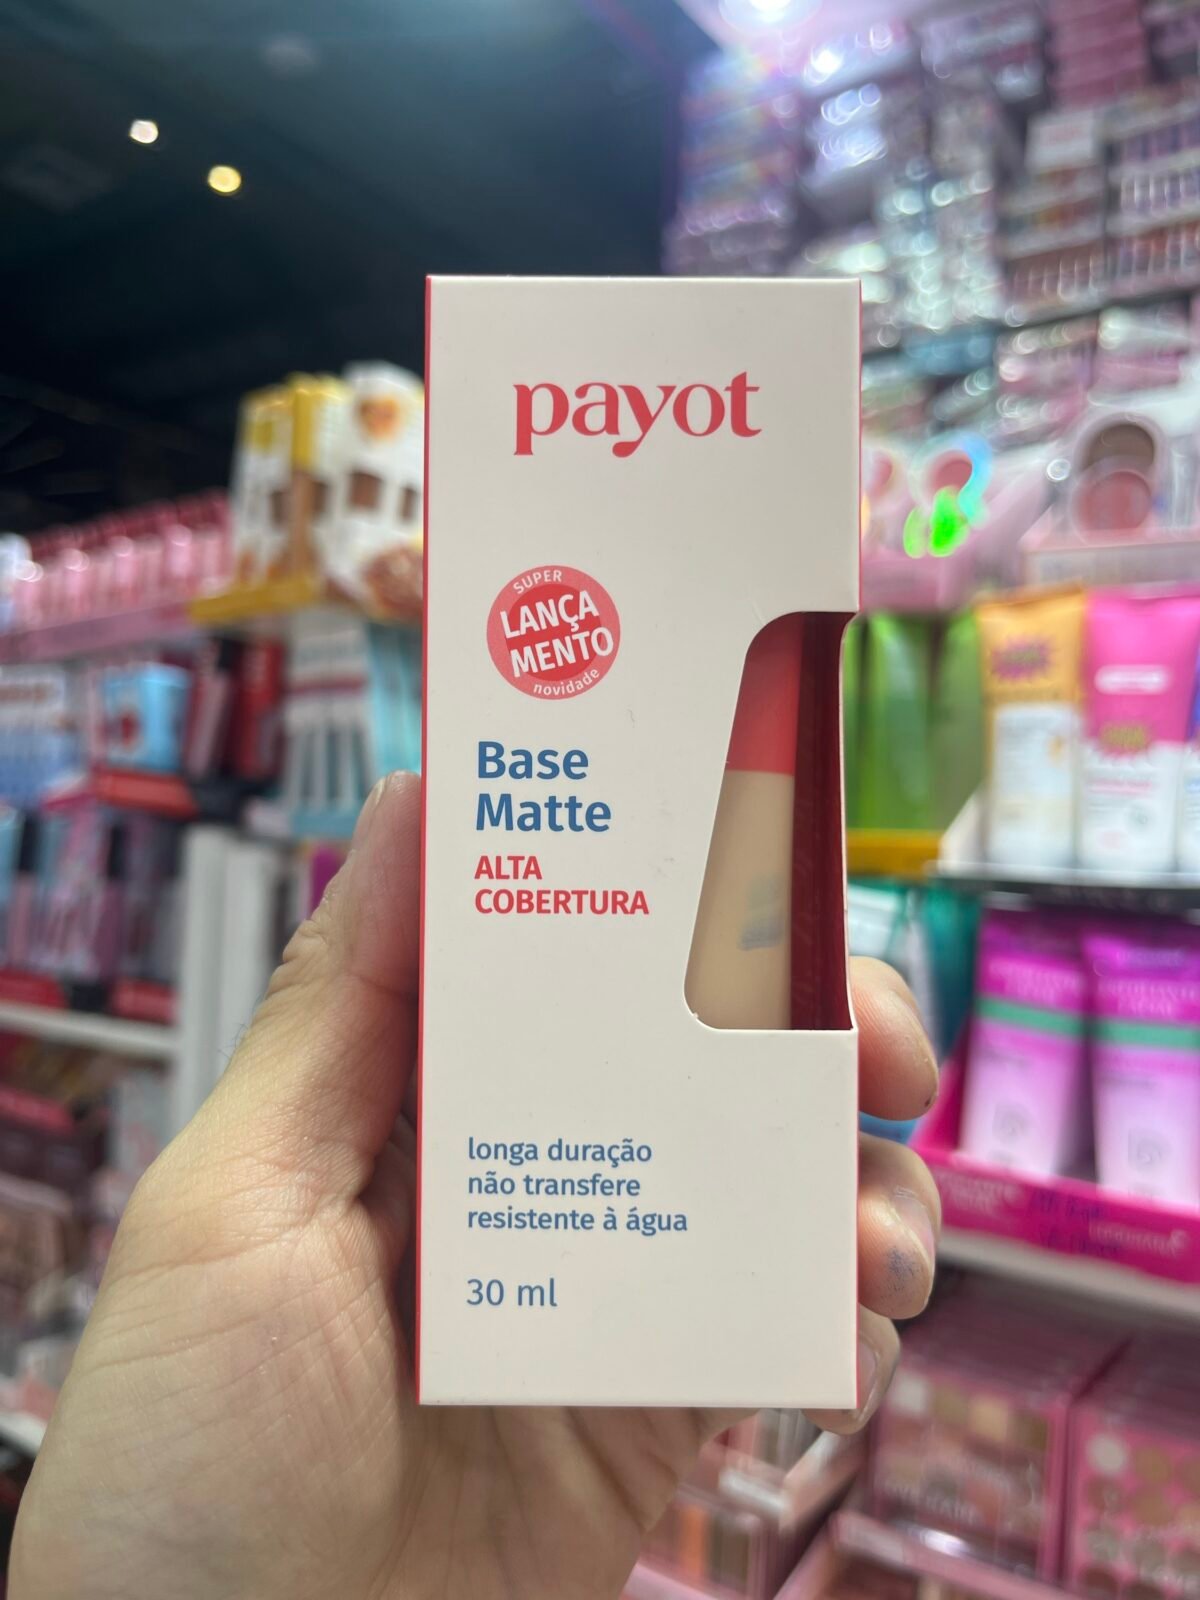 payot
SUPER
LANÇA
MENTO
novidade
Base
Matte
ALTA
COBERTURA
longa duração
não transfere
resistente à água
30 ml